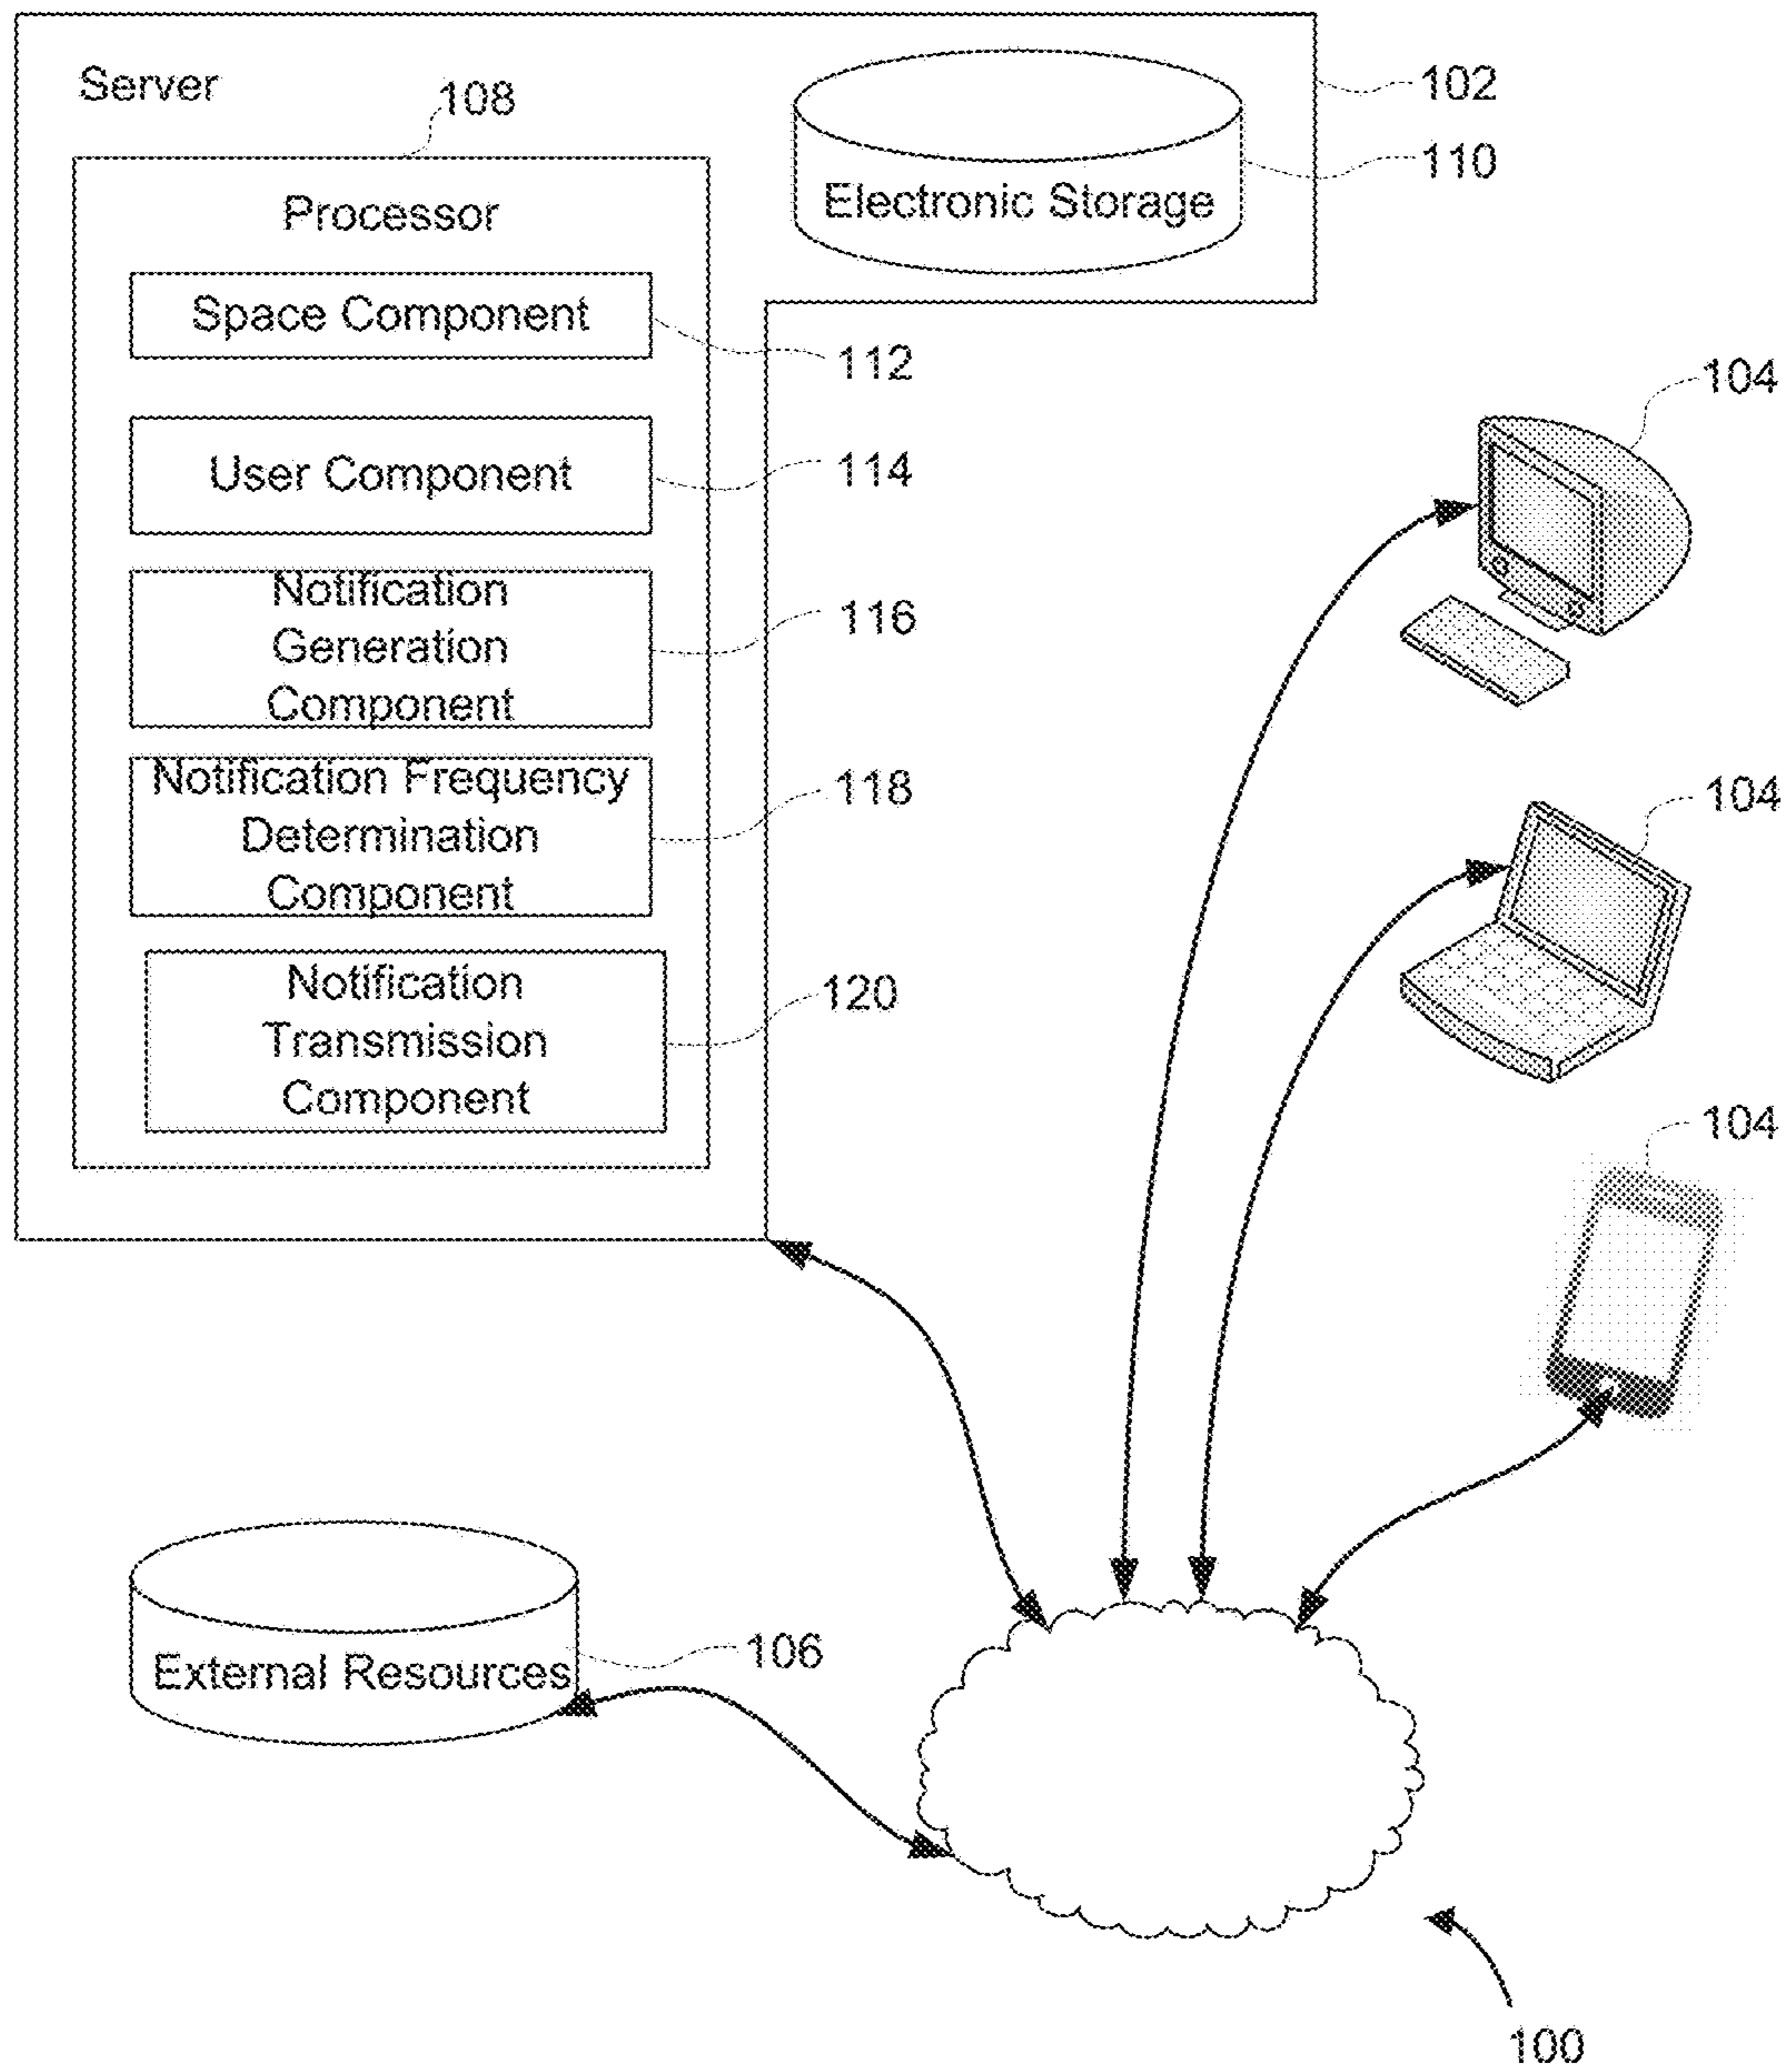 Server
102
108
110
Electronic Storage
Processor
Space Component
112
104
User Component
114
Notification
Generation
Component
116
Notification Frequency
Determination
Component
118
104
Notification
Transmission
Component
120
104
External Resources
106
100